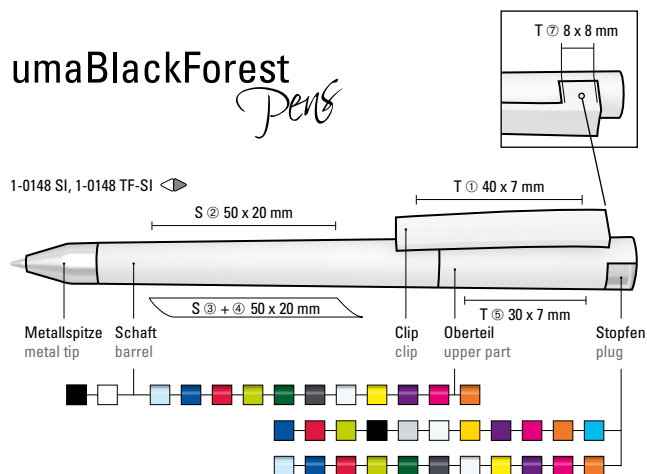 T ⑦ 8 x 8 mm
umaBlackForest
Pens
1-0148 SI, 1-0148 TF-SI
T ① 40 x 7 mm
S ② 50 x 20 mm
S ③ + ④ 50 x 20 mm
T ⑤ 30 x 7 mm
Metallspitze Schaft Clip Oberteil Stopfen
metal tip barrel clip upper part plug